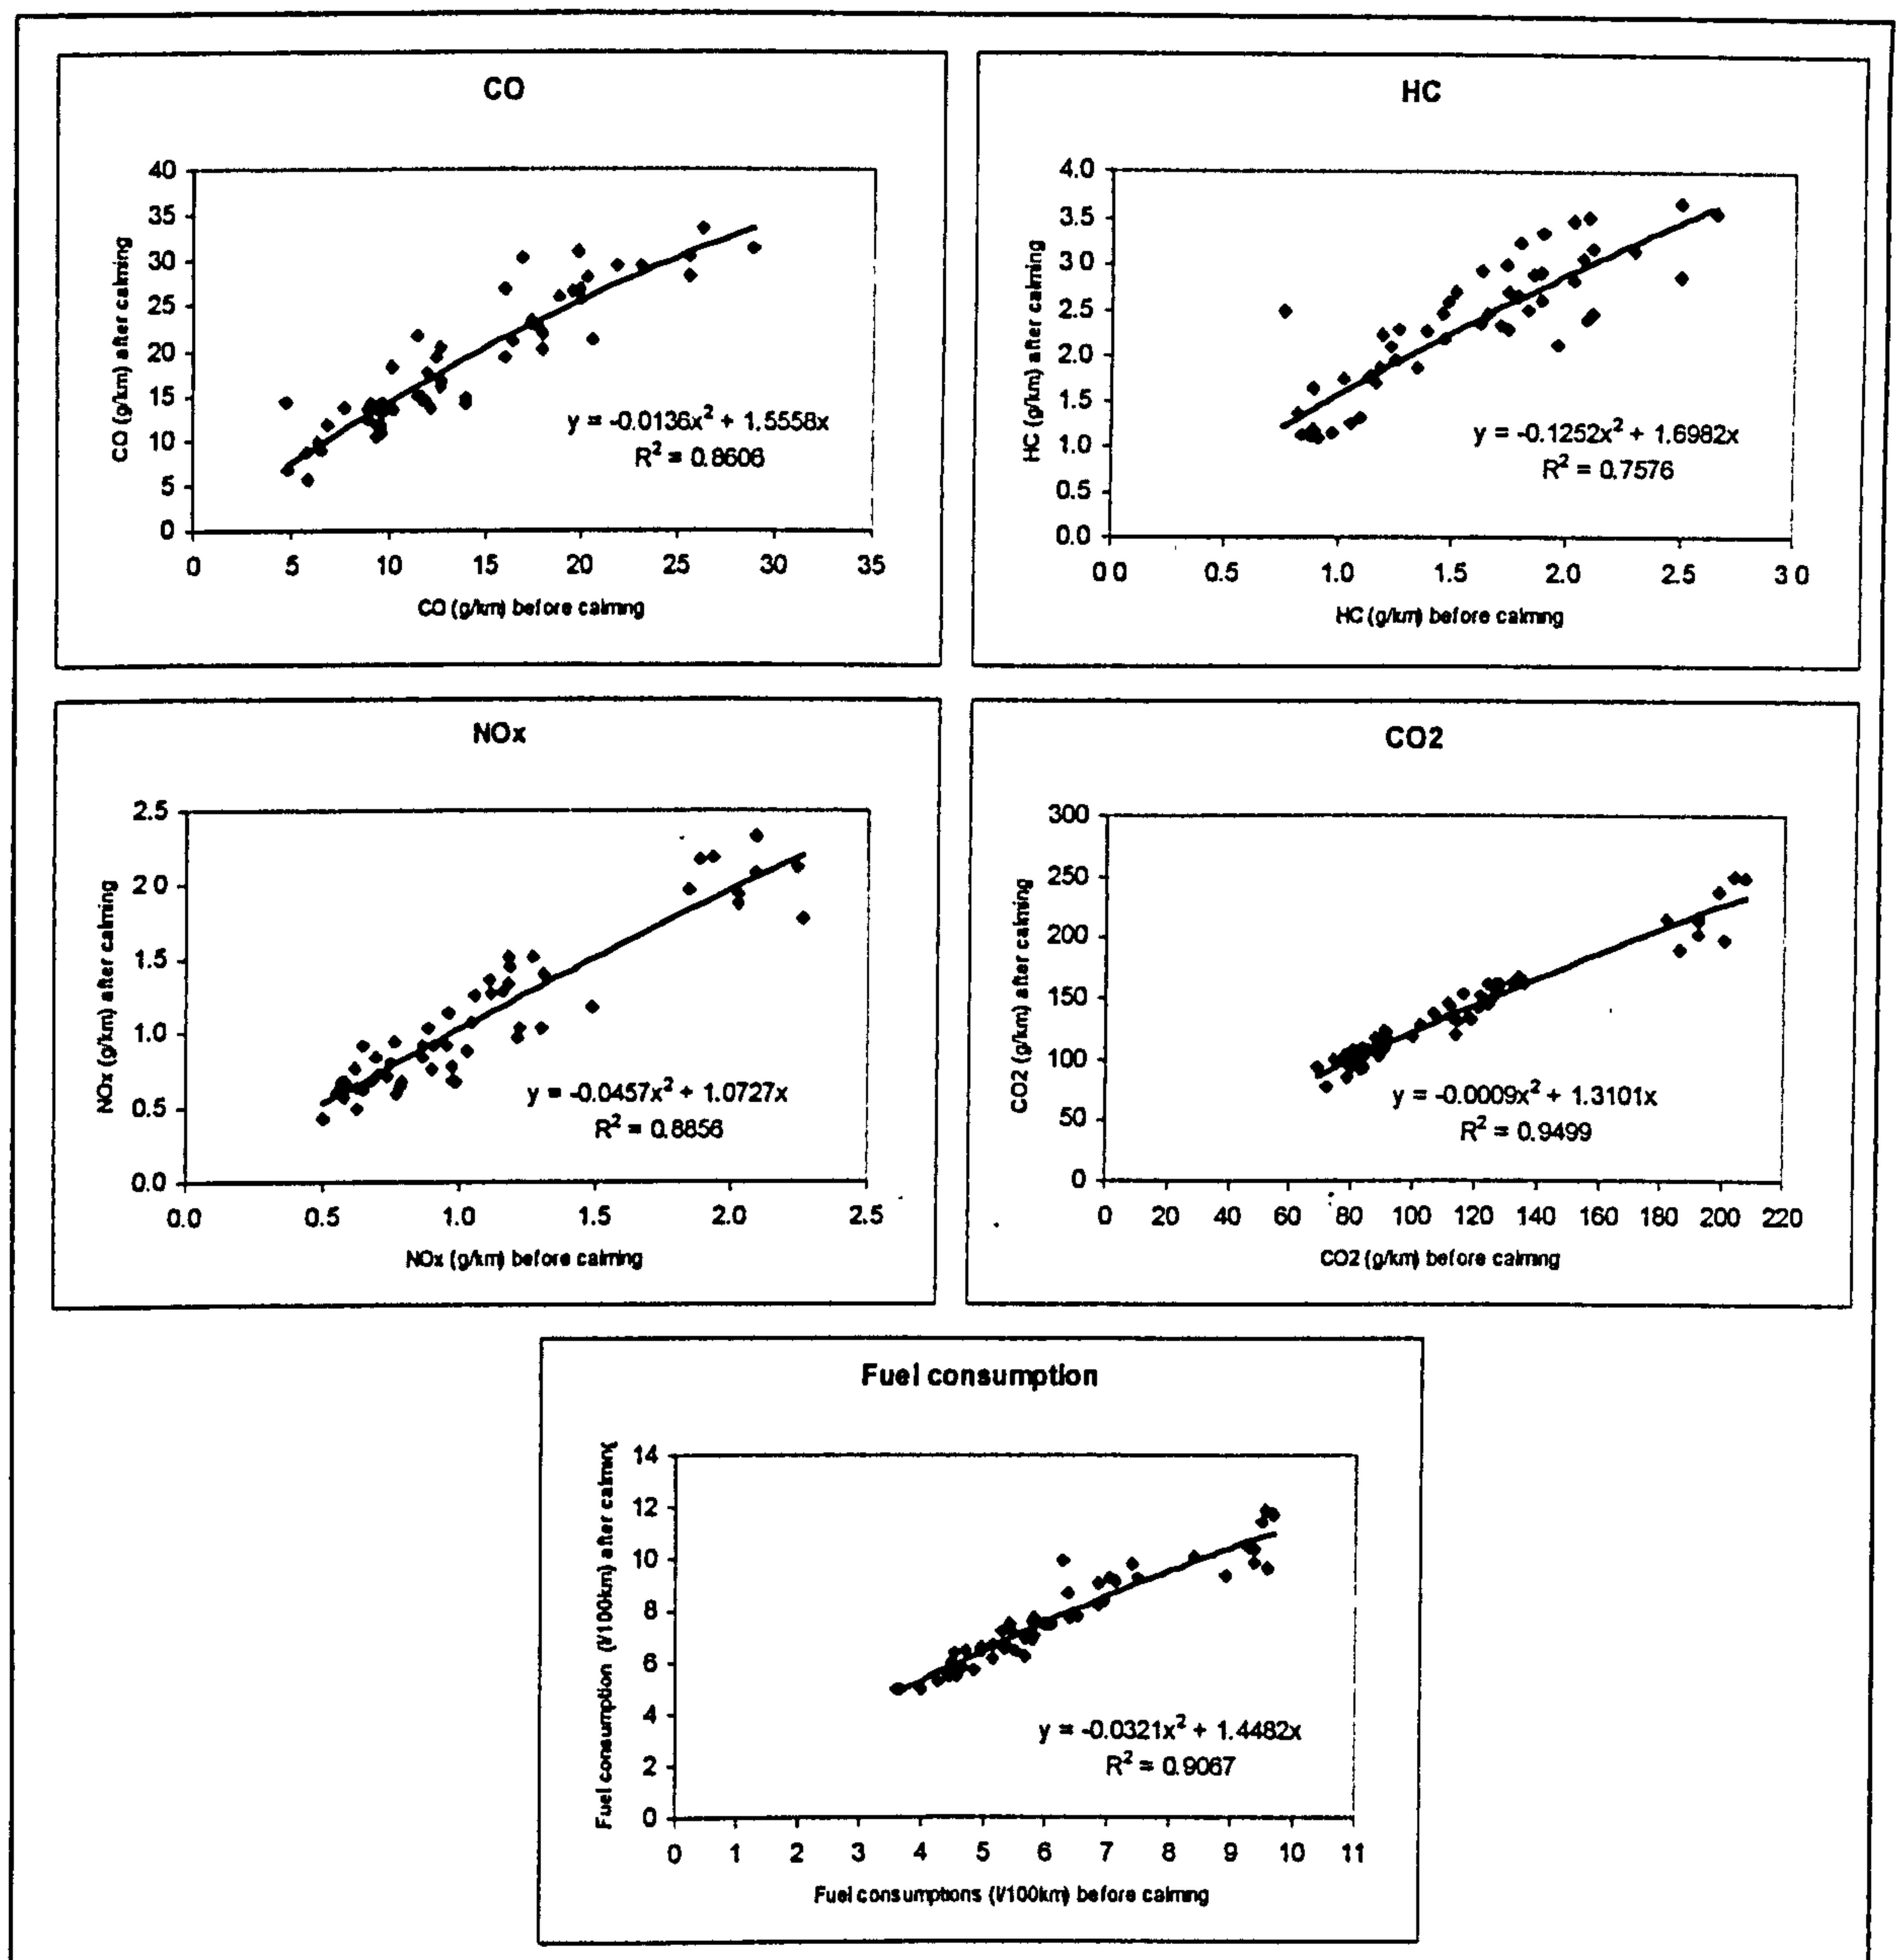 CO
40
35
30
25
20
15
10
5
0
CO (g/km) after calming
y = -0.0136x² + 1.5558x
R² = 0.8606
0 5 10 15 20 25 30 35
CO (g/km) before calming
HC
4.0
3.5
3.0
2.5
2.0
1.5
1.0
0.5
0.0
HC (g/km) after calming
y = -0.1252x² + 1.6982x
R² = 0.7576
0 0 0.5 1.0 1.5 2.0 2.5 3 0
HC (g/km) before calming
NOx
2.5
2 0
1.5
1.0
0.5
0.0
NOx (g/km) after calming
y = -0.0457x² + 1.0727x
R² = 0.8856
0.0 0.5 1.0 1.5 2.0 2.5
NOx (g/km) before calming
CO2
300
250
200
150
100
50
0
CO2 (g/km) after calming
y = -0.0009x² + 1.3101x
R² = 0.9499
0 20 40 60 80 100 120 140 160 180 200 220
CO2 (g/km) before calming
Fuel consumption
14
12
10
8
6
4
2
0
Fuel consumption (l/100km) after calming
y = -0.0321x² + 1.4482x
R² = 0.9067
0 1 2 3 4 5 6 7 8 9 10 11
Fuel consumptions (l/100km) before calming